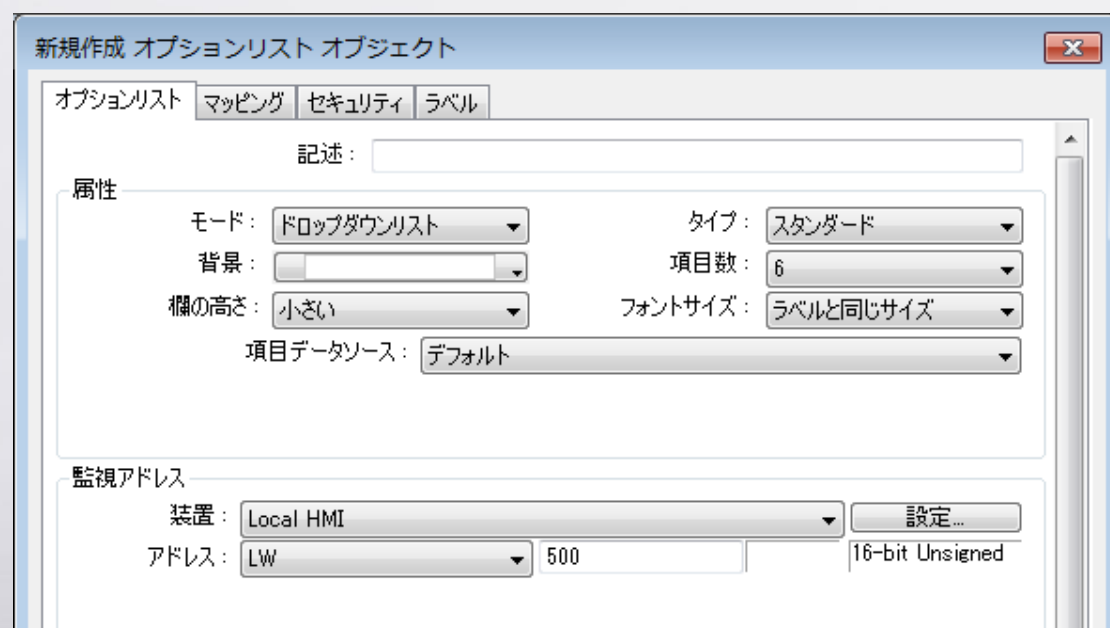 新規作成 オプションリスト オブジェクト
オプションリスト マッピング セキュリティ ラベル
記述：
属性
モード： ドロップダウンリスト タイプ： スタンダード
背景： 項目数： 6
欄の高さ： 小さい フォントサイズ： ラベルと同じサイズ
項目データソース： デフォルト
監視アドレス
装置： Local HMI 設定...
アドレス： LW 500 16-bit Unsigned